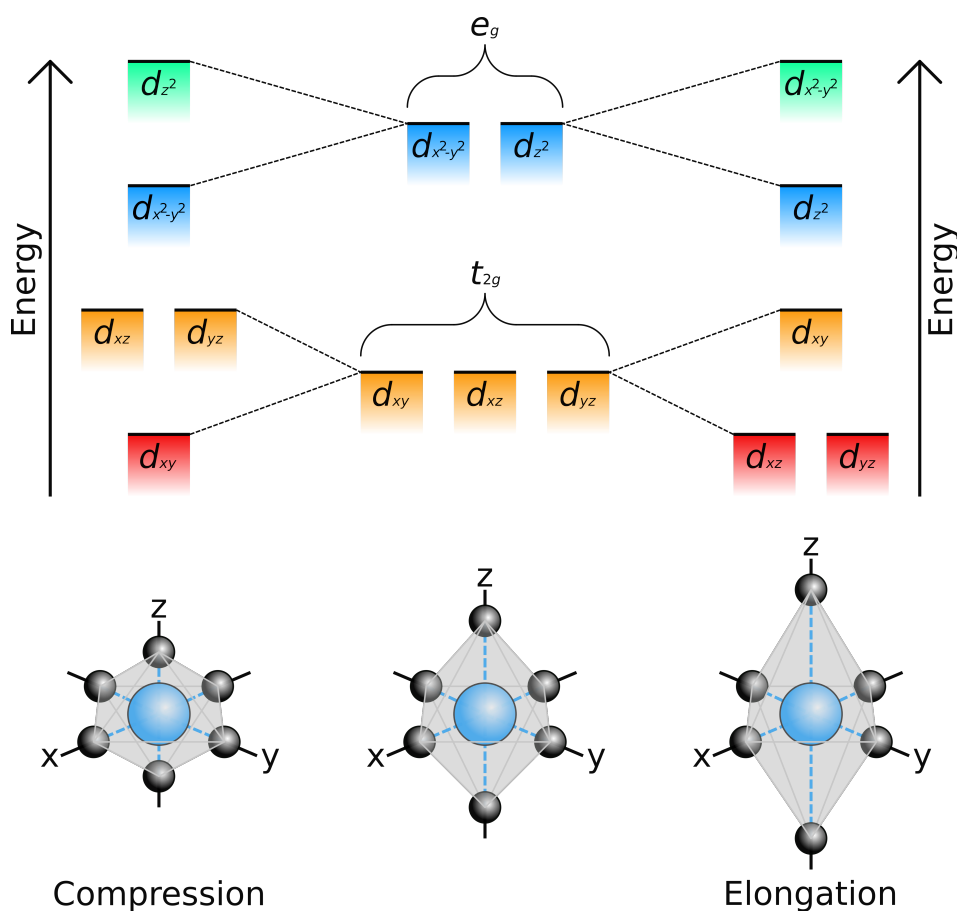 e_g
d_z² d_x²-y²
d_x²-y² d_z²
d_x²-y² d_z²
Energy Energy
t_2g
d_xz d_yz d_xy
d_xy d_xz d_yz
d_xy d_xz d_yz
z z z
x y x y x y
Compression Elongation